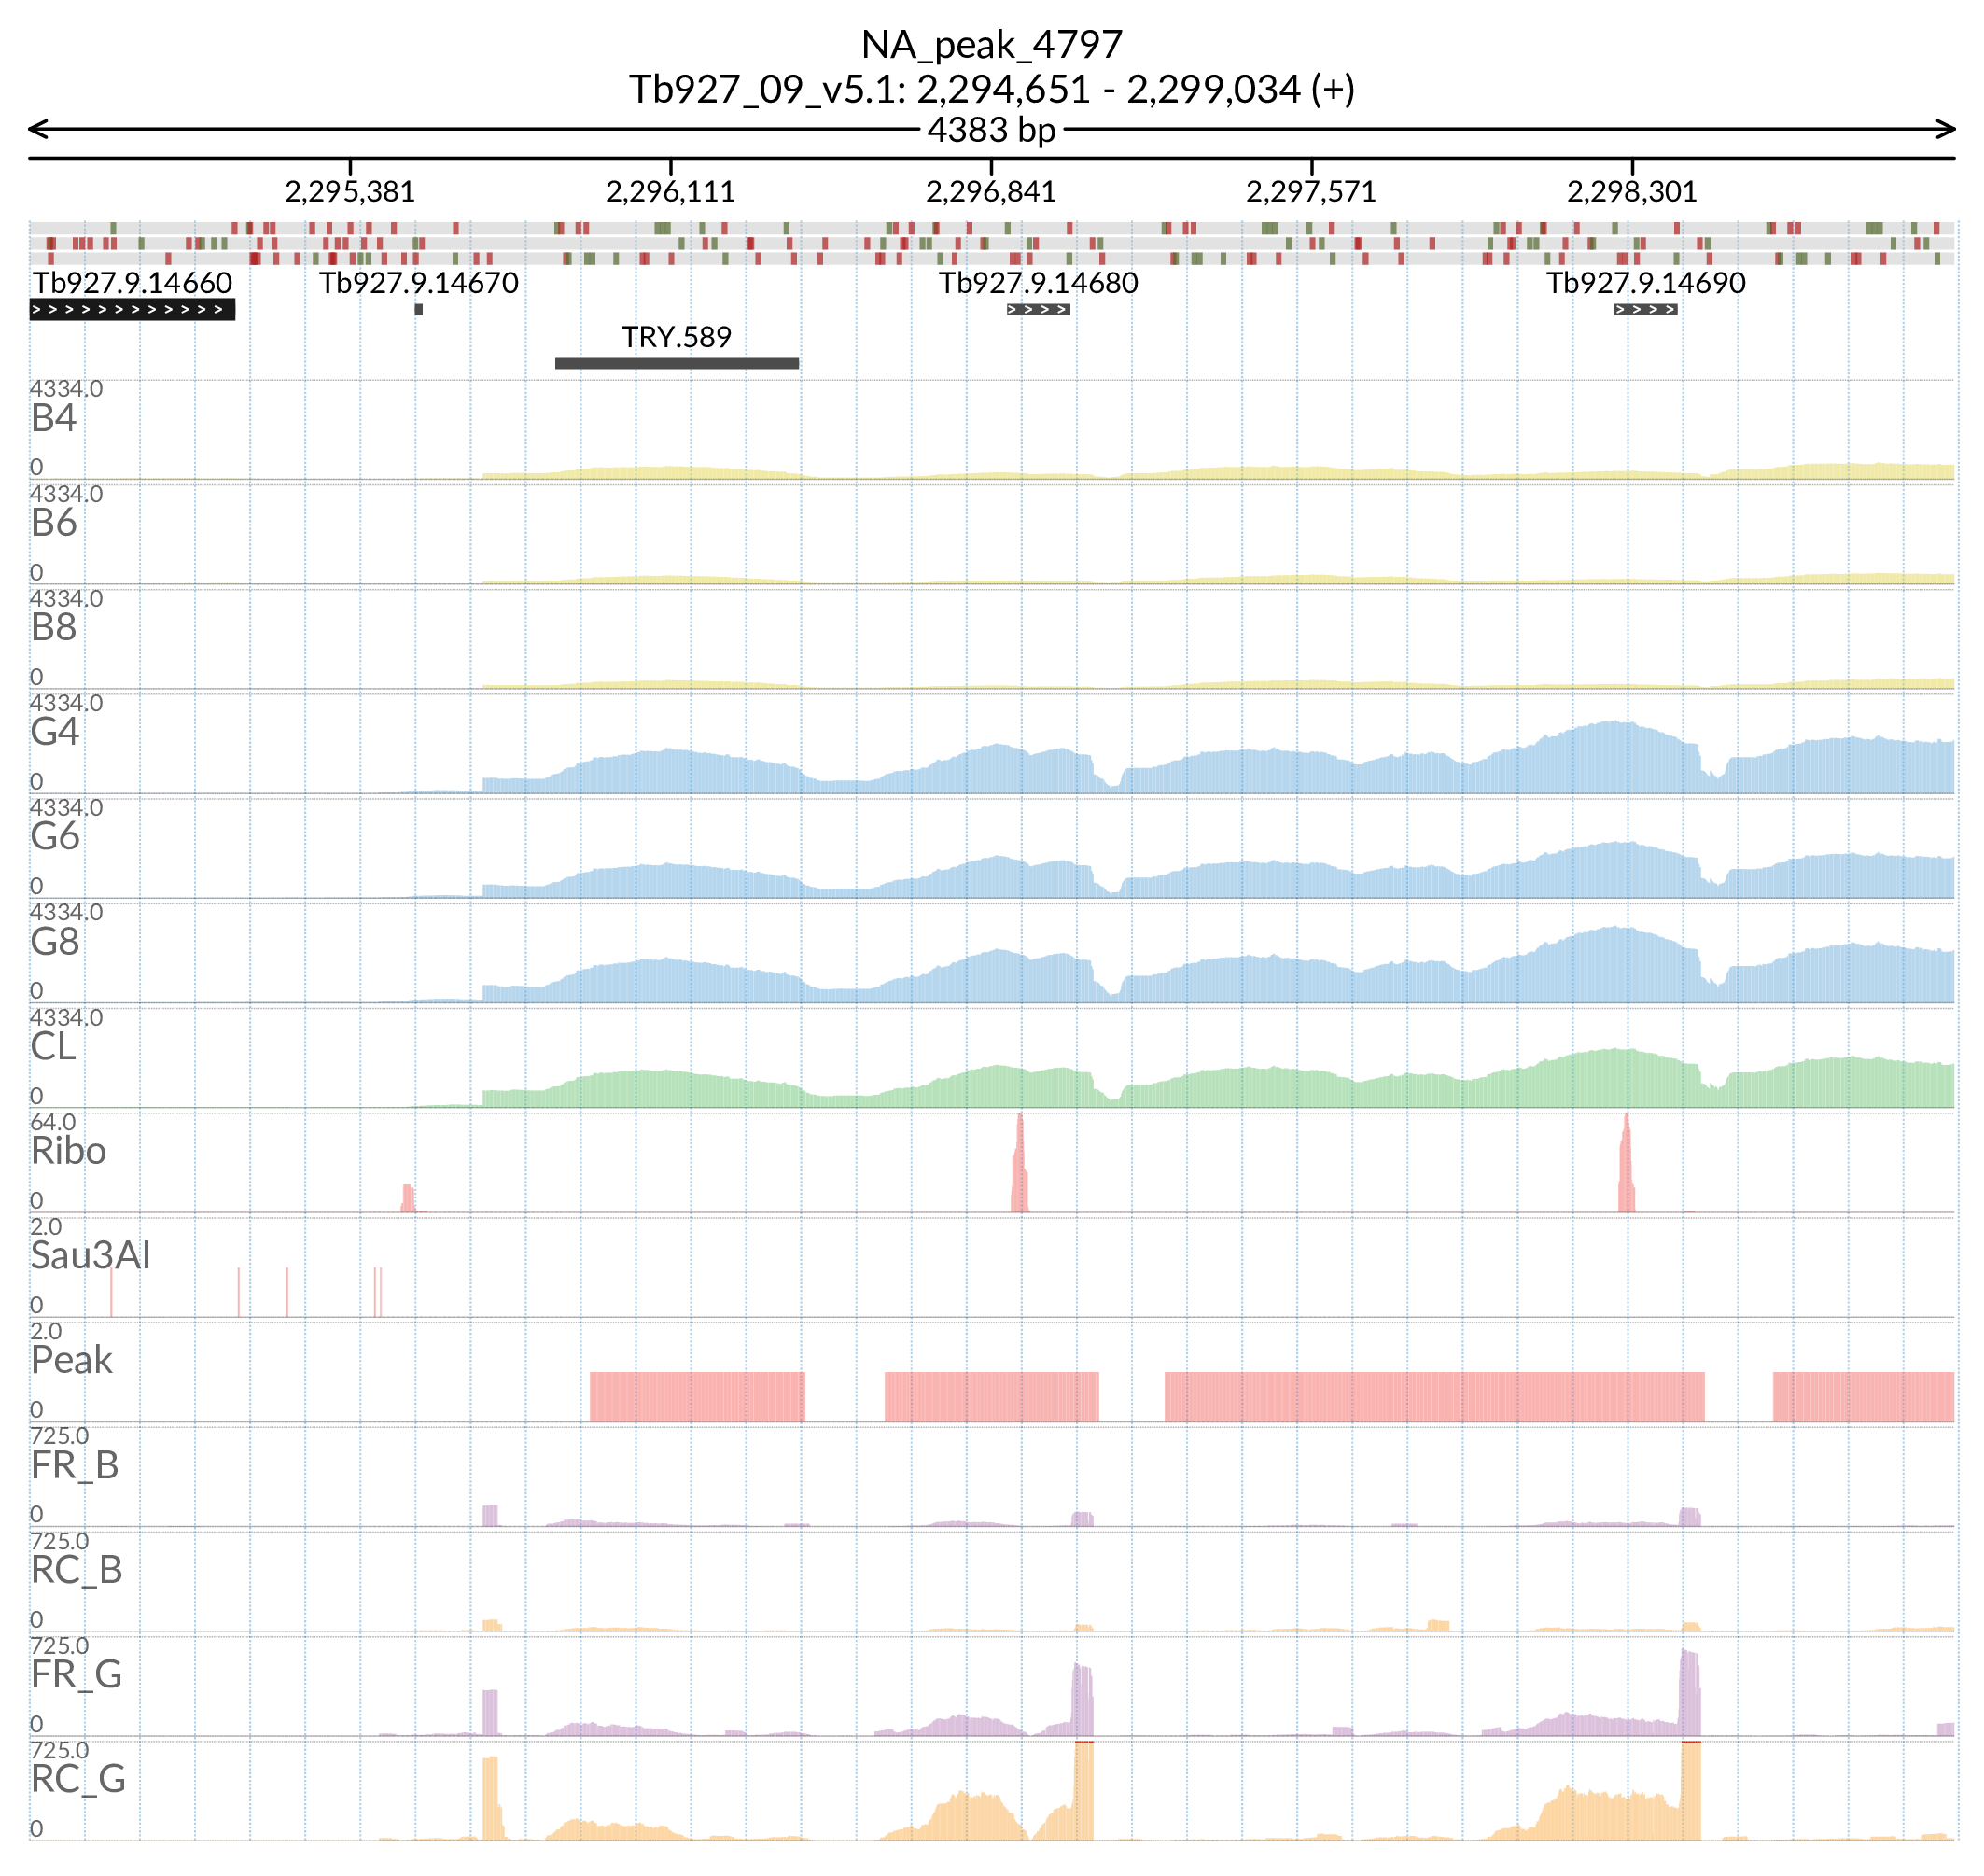 NA_peak_4797
Tb927_09_v5.1: 2,294,651 - 2,299,034 (+)
4383 bp
2,295,381 2,296,111 2,296,841 2,297,571 2,298,301
Tb927.9.14660 Tb927.9.14670 Tb927.9.14680 Tb927.9.14690
TRY.589
4334.0
B4
0
4334.0
B6
0
4334.0
B8
0
4334.0
G4
0
4334.0
G6
0
4334.0
G8
0
4334.0
CL
0
64.0
Ribo
0
2.0
Sau3AI
0
2.0
Peak
0
725.0
FR_B
0
725.0
RC_B
0
725.0
FR_G
0
725.0
RC_G
0